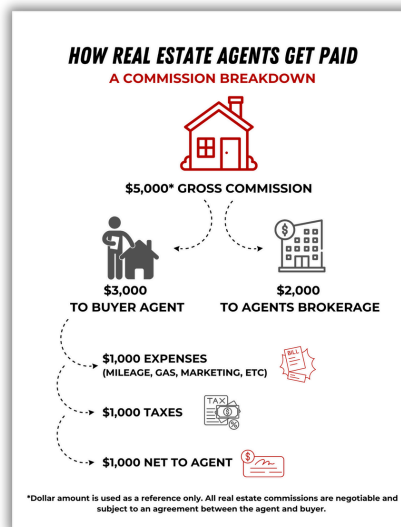 HOW REAL ESTATE AGENTS GET PAID
A COMMISSION BREAKDOWN
$5,000* GROSS COMMISSION
$
$3,000
TO BUYER AGENT
$2,000
TO AGENTS BROKERAGE
$1,000 EXPENSES
(MILEAGE, GAS, MARKETING, ETC)
BILL
$1,000 TAXES
TAX
$
%
$1,000 NET TO AGENT
$
*Dollar amount is used as a reference only. All real estate commissions are negotiable and
subject to an agreement between the agent and buyer.